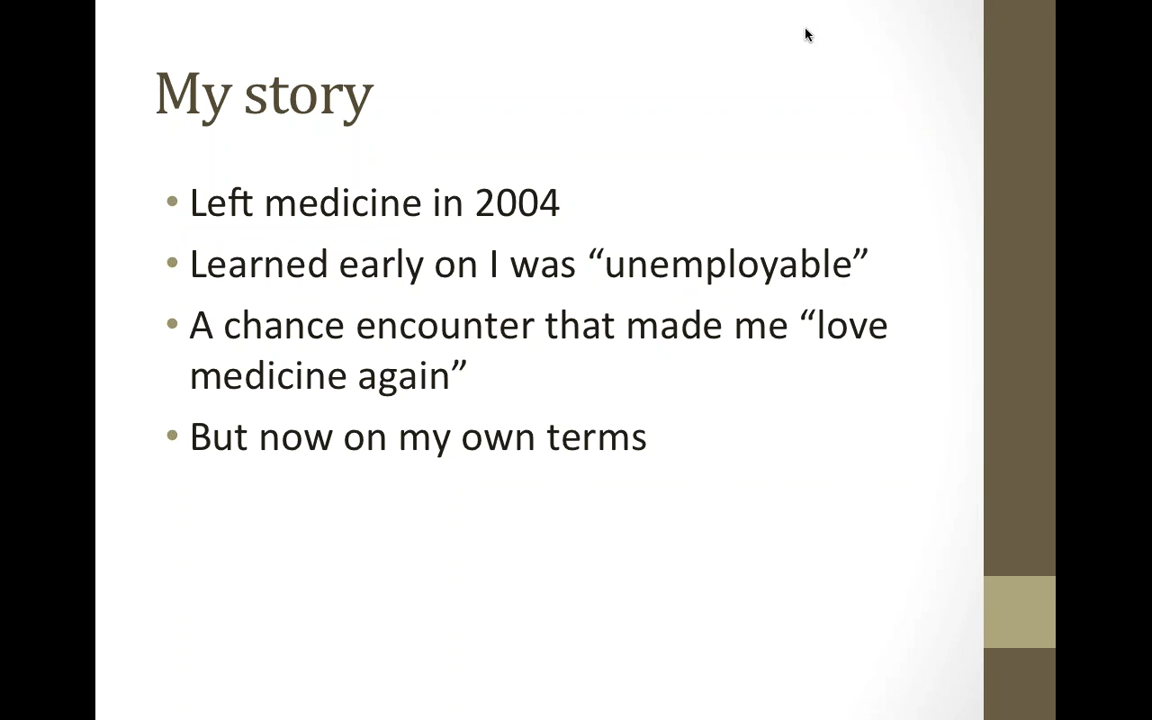 My story
• Left medicine in 2004
• Learned early on I was “unemployable”
• A chance encounter that made me “love
medicine again”
• But now on my own terms